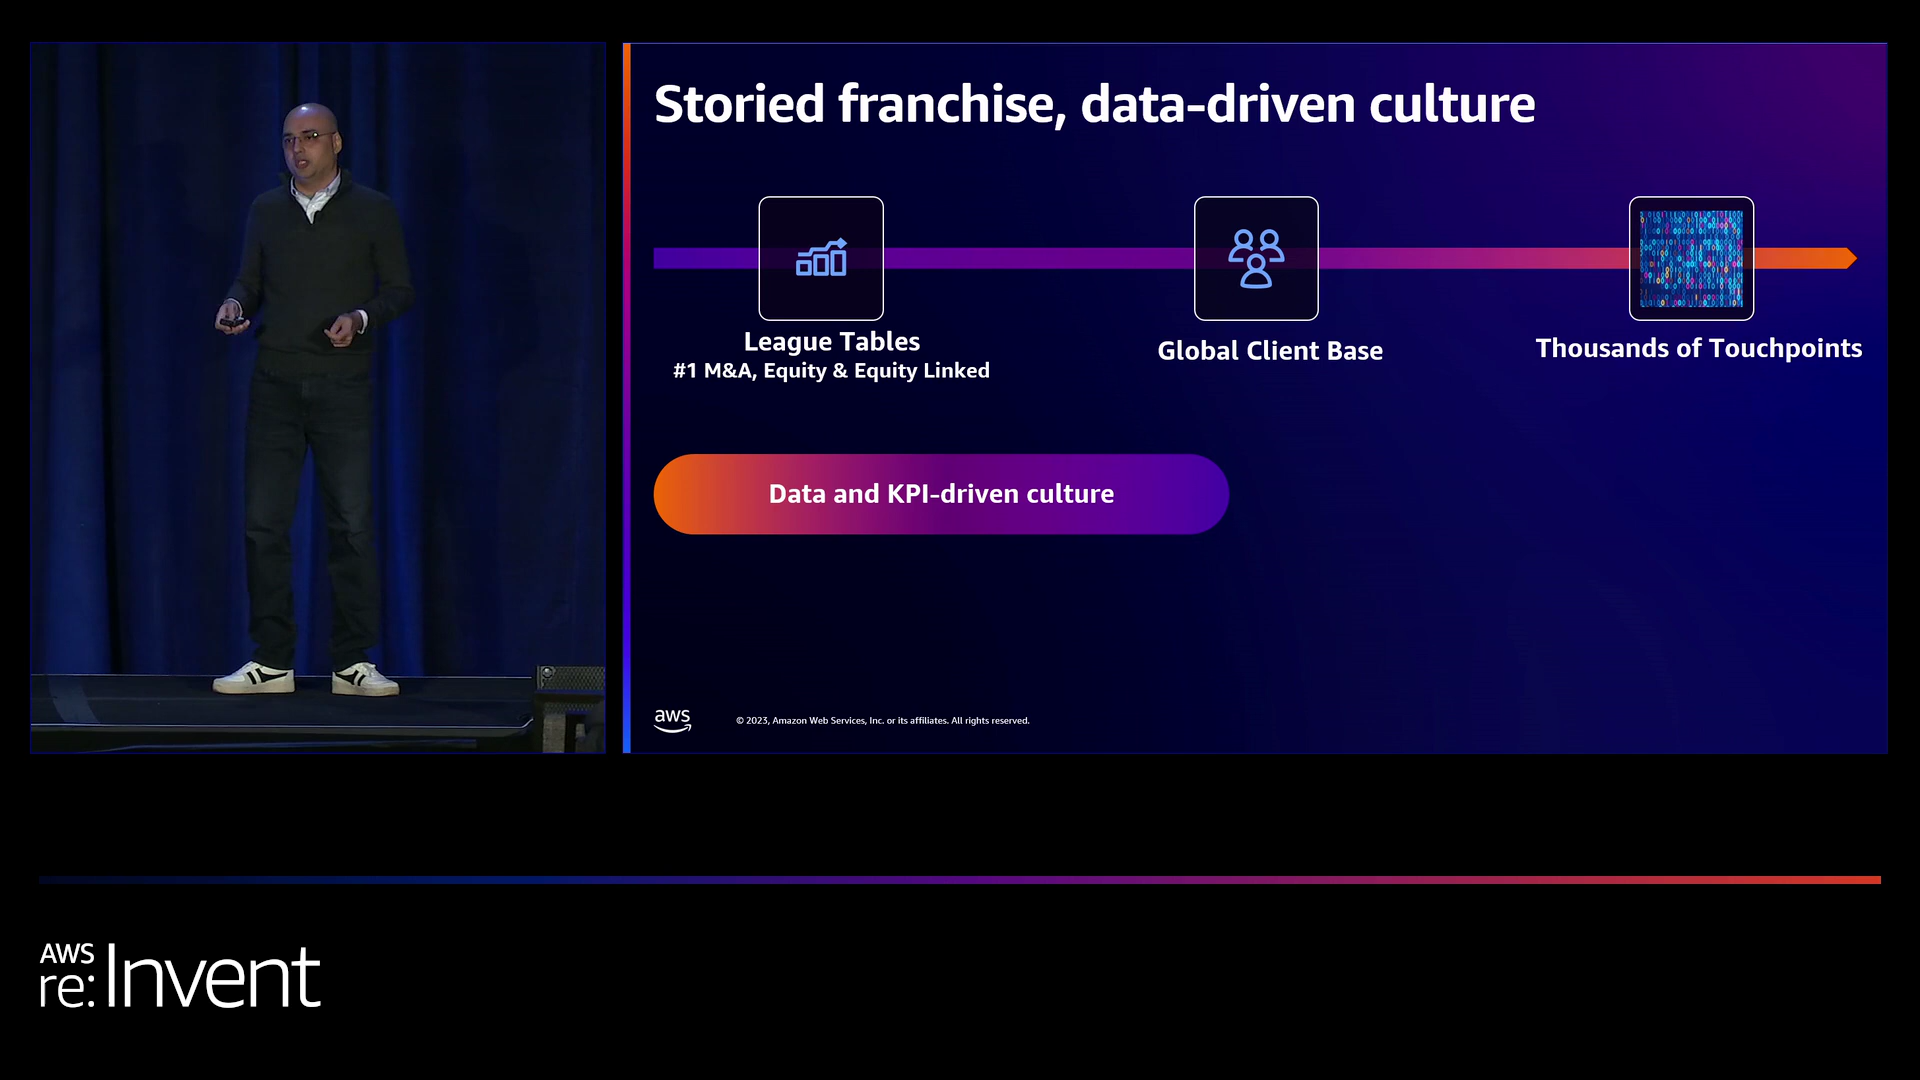 Storied franchise, data-driven culture
League Tables
#1 M&A, Equity & Equity Linked
Global Client Base
Thousands of Touchpoints
Data and KPI-driven culture
aws
© 2023, Amazon Web Services, Inc. or its affiliates. All rights reserved.
AWS
re:Invent